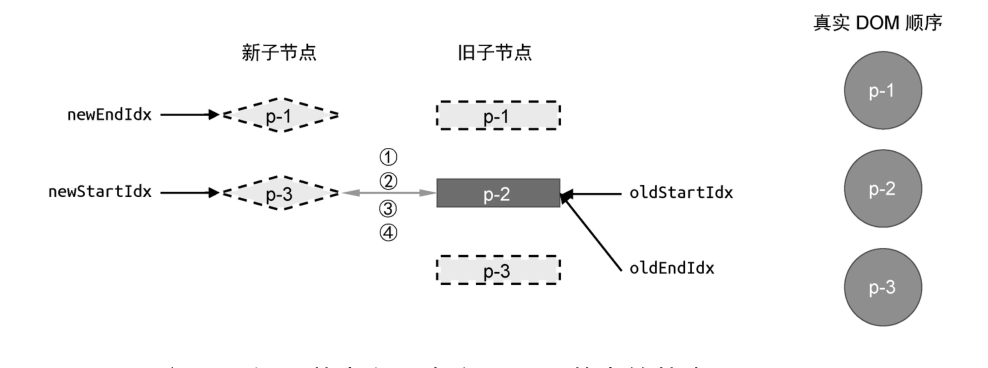 真实 DOM 顺序
新子节点
旧子节点
newEndIdx
p-1
p-1
p-1
①
②
③
④
newStartIdx
p-3
p-2
oldStartIdx
p-2
oldEndIdx
p-3
p-3